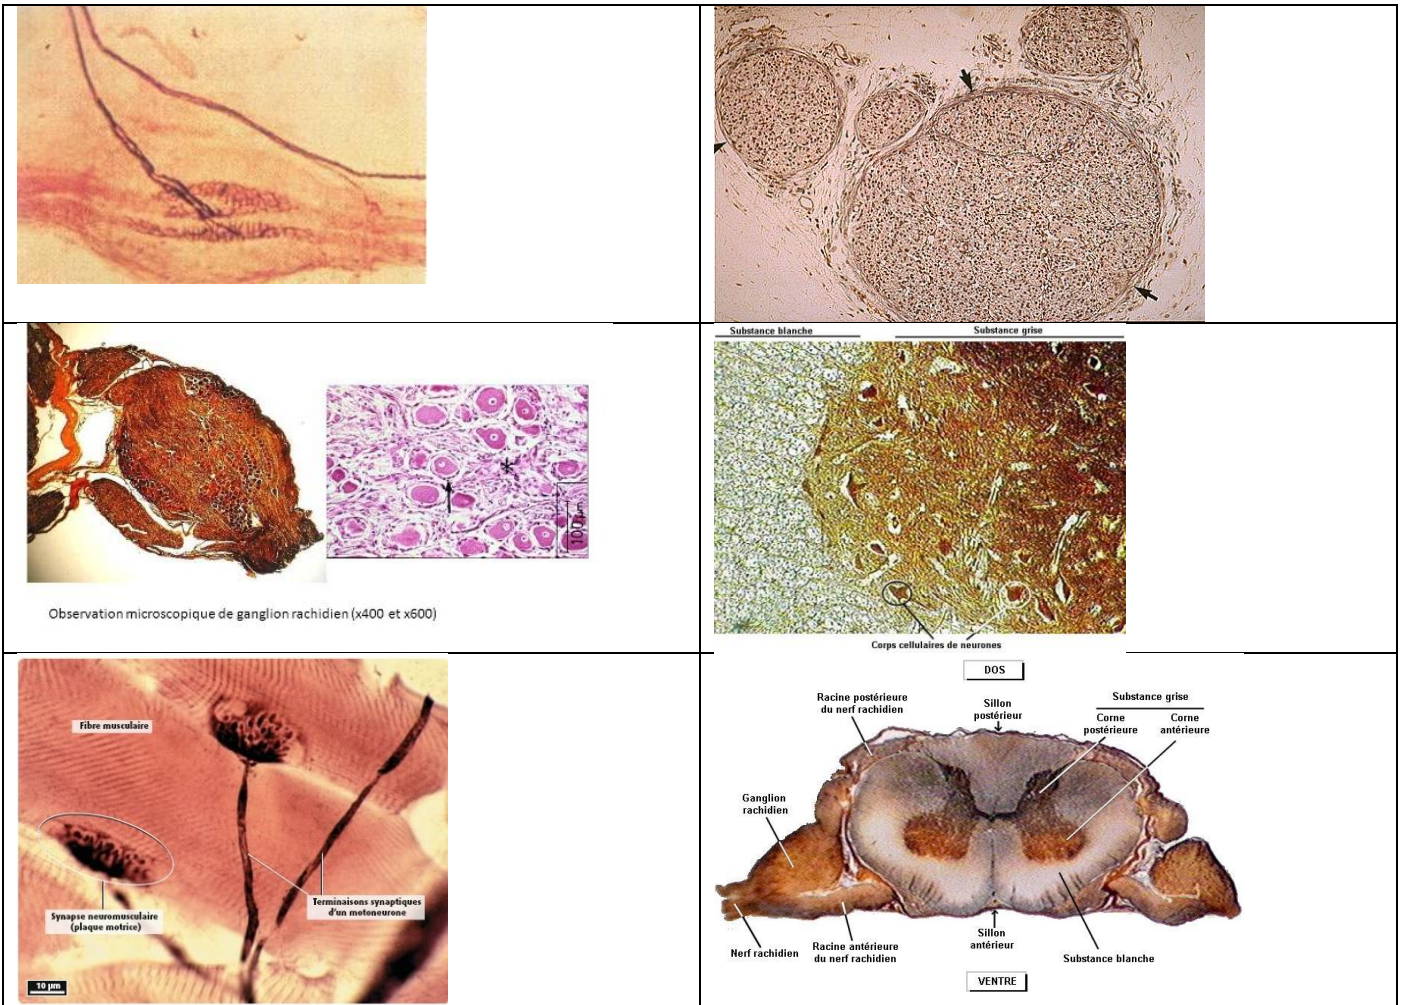 Substance blanche
Substance grise
100 µm
Observation microscopique de ganglion rachidien (x400 et x600)
Corps cellulaires de neurones
Fibre musculaire
Synapse neuromusculaire
(plaque motrice)
Terminaisons synaptiques
d'un motoneurone
10 µm
DOS
Racine postérieure
du nerf rachidien
Sillon
postérieur
Substance grise
Corne
postérieure
Corne
antérieure
Ganglion
rachidien
Nerf rachidien
Racine antérieure
du nerf rachidien
Sillon
antérieur
Substance blanche
VENTRE